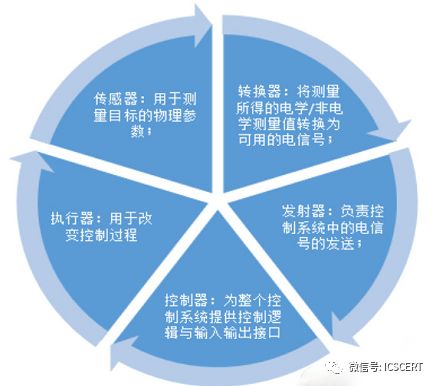 传感器：用于测
量目标的物理参
数；
转换器：将测量
所得的电学/非电
学测量值转换为
可用的电信号；
发射器：负责控
制系统中的电信
号的发送；
控制器：为整个控
制系统提供控制逻
辑与输入输出接口
执行器：用于改
变控制过程
微信号: ICSCERT